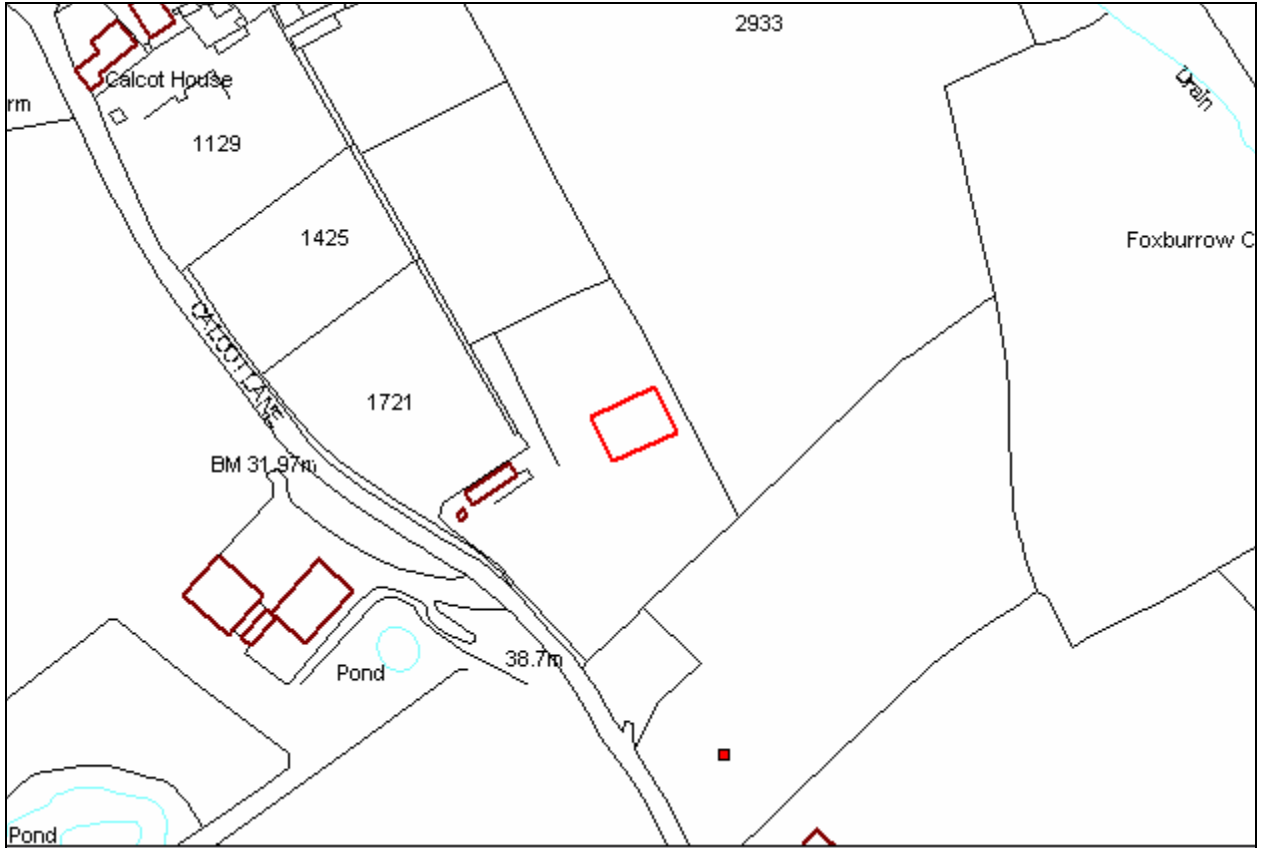 2933
Calcot House
Drain
rm
1129
1425
Foxburrow C
CALCOT LANE
1721
BM 31.97m
38.7m
Pond
Pond